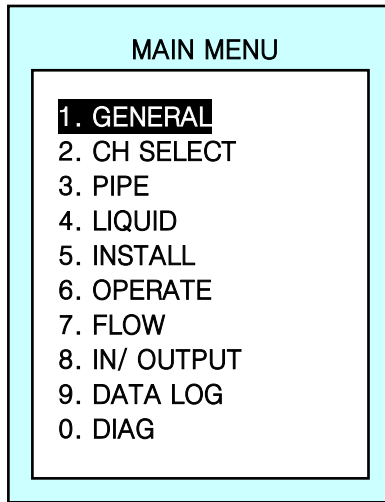 MAIN MENU
1. GENERAL
2. CH SELECT
3. PIPE
4. LIQUID
5. INSTALL
6. OPERATE
7. FLOW
8. IN/ OUTPUT
9. DATA LOG
0. DIAG